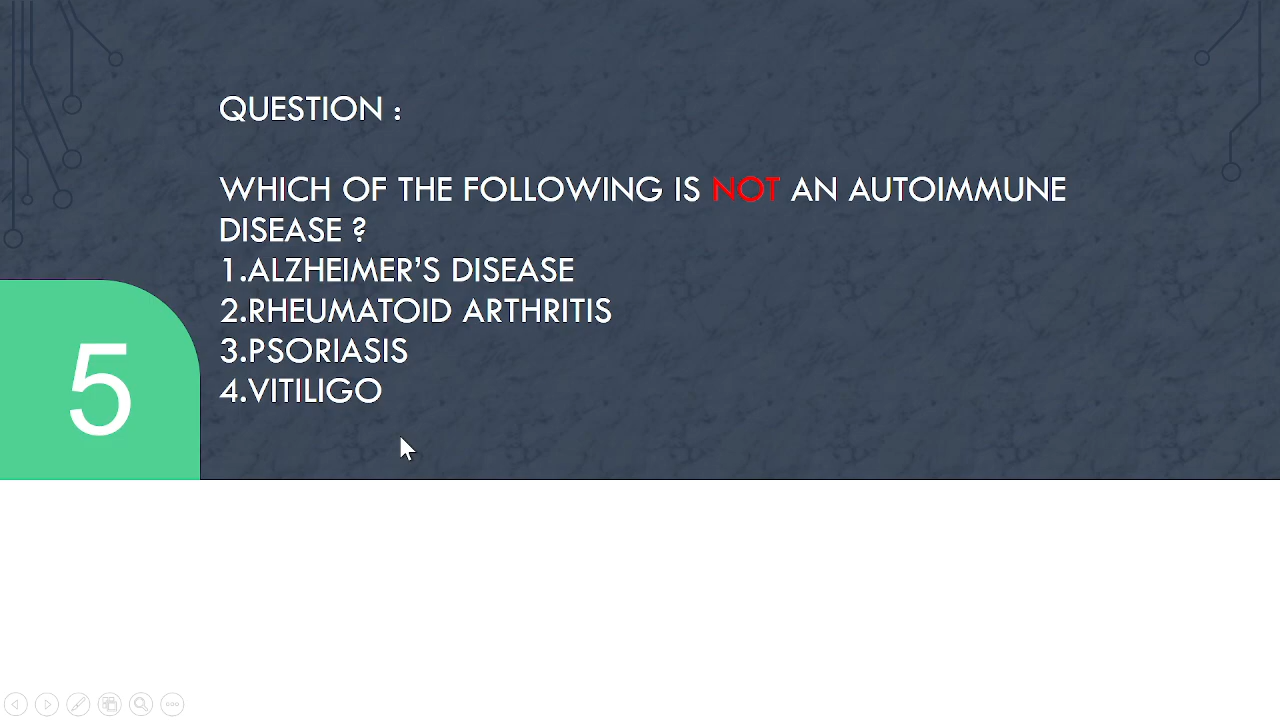 QUESTION :
WHICH OF THE FOLLOWING IS NOT AN AUTOIMMUNE
DISEASE ?
1.ALZHEIMER’S DISEASE
2.RHEUMATOID ARTHRITIS
3.PSORIASIS
4.VITILIGO
5